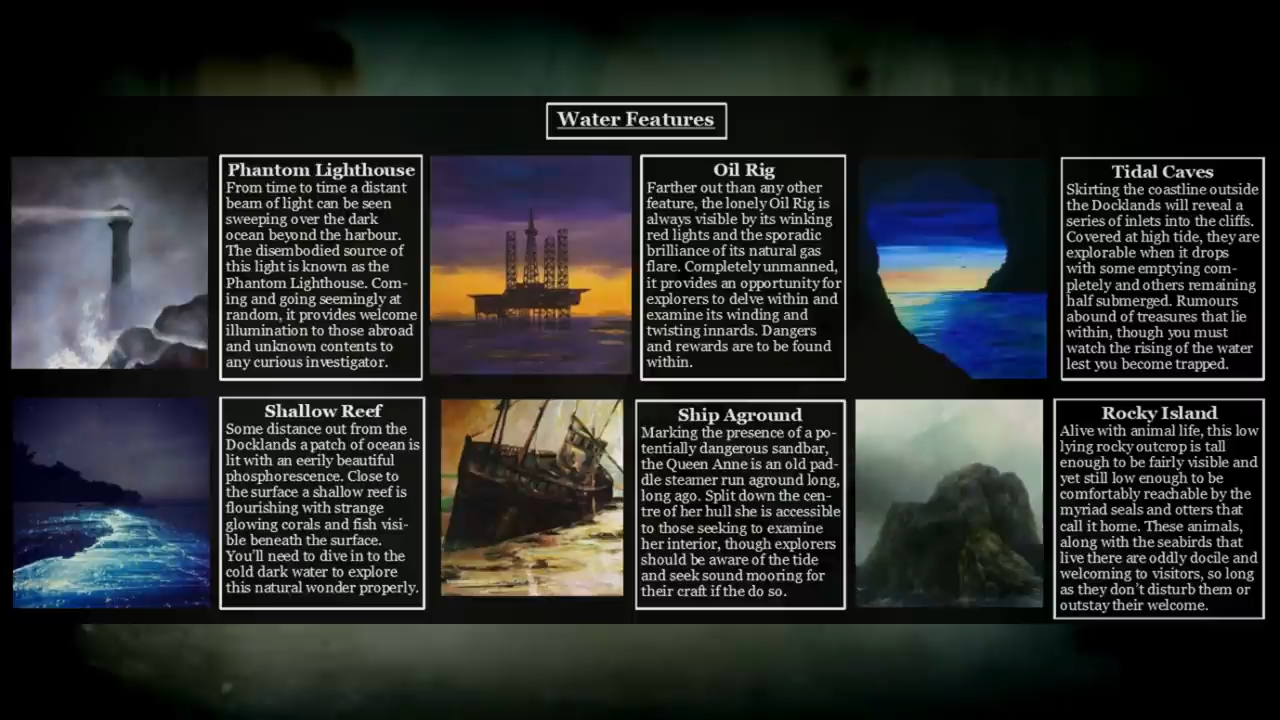 Water Features
Phantom Lighthouse
From time to time a distant
beam of light can be seen
sweeping over the dark
ocean beyond the harbour.
The disembodied source of
this light is known as the
Phantom Lighthouse. Com-
ing and going seemingly at
random, it provides welcome
illumination to those abroad
and unknown contents to
any curious investigator.
Oil Rig
Farther out than any other
feature, the lonely Oil Rig is
always visible by its winking
red lights and the sporadic
brilliance of its natural gas
flare. Completely unmanned,
it provides an opportunity for
explorers to delve within and
examine its winding and
twisting innards. Dangers
and rewards are to be found
within.
Tidal Caves
Skirting the coastline outside
the Docklands will reveal a
series of inlets into the cliffs.
Covered at high tide, they are
explorable when it drops
with some emptying com-
pletely and others remaining
half submerged. Rumours
abound of treasures that lie
within, though you must
watch the rising of the water
lest you become trapped.
Shallow Reef
Some distance out from the
Docklands a patch of ocean is
lit with an eerily beautiful
phosphorescence. Close to
the surface a shallow reef is
flourishing with strange
glowing corals and fish visi-
ble beneath the surface.
You'll need to dive in to the
cold dark water to explore
this natural wonder properly.
Ship Aground
Marking the presence of a po-
tentially dangerous sandbar,
the Queen Anne is an old pad-
dle steamer run aground long,
long ago. Split down the cen-
tre of her hull she is accessible
to those seeking to examine
her interior, though explorers
should be aware of the tide
and seek sound mooring for
their craft if the do so.
Rocky Island
Alive with animal life, this low
lying rocky outcrop is tall
enough to be fairly visible and
yet still low enough to be
comfortably reachable by the
myriad seals and otters that
call it home. These animals,
along with the seabirds that
live there are oddly docile and
welcoming to visitors, so long
as they don't disturb them or
outstay their welcome.